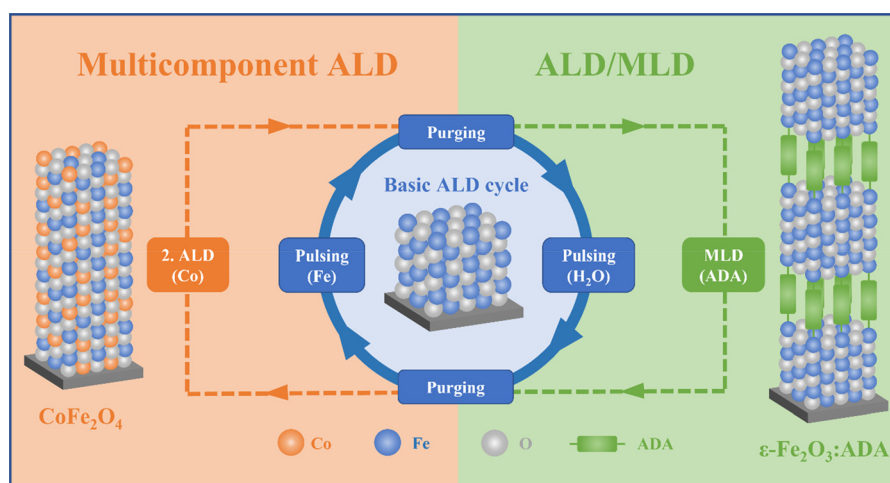 Multicomponent ALD
ALD/MLD
Purging
Basic ALD cycle
2. ALD
(Co)
Pulsing
(Fe)
Pulsing
(H₂O)
MLD
(ADA)
Purging
CoFe₂O₄
Co
Fe
O
ADA
ε-Fe₂O₃:ADA